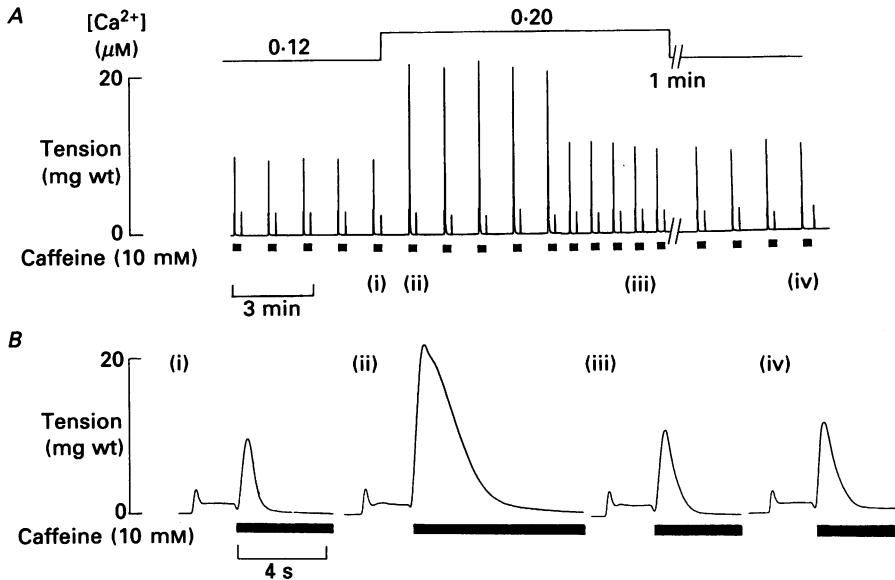 A
[Ca²⁺]
(μM)
0·12
0·20
1 min
20
Tension
(mg wt)
0
Caffeine (10 mM)
(i) (ii) (iii) (iv)
3 min
B
(i) (ii) (iii) (iv)
20
Tension
(mg wt)
0
Caffeine (10 mM)
4 s